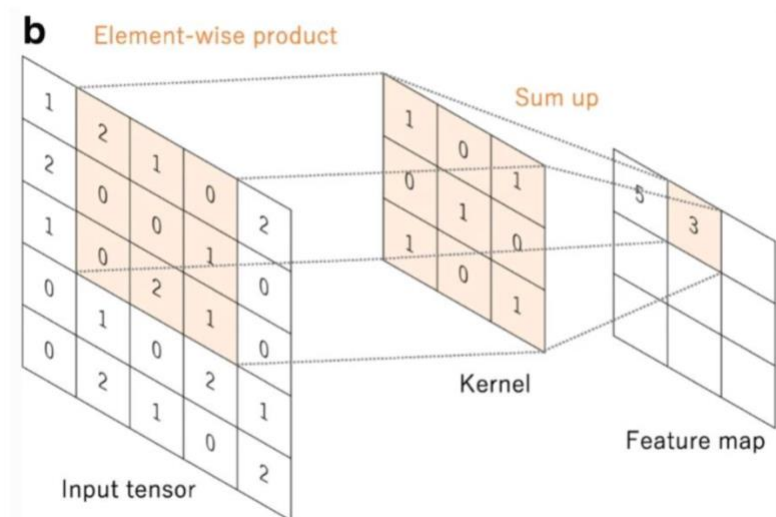 b
Element-wise product
1 2 1 0 2
2 0 0 1 0
1 0 2 1 0
0 1 0 2 1
0 2 1 0 2
Input tensor
1 0 1
0 1 0
1 0 1
Kernel
Sum up
5 3
Feature map